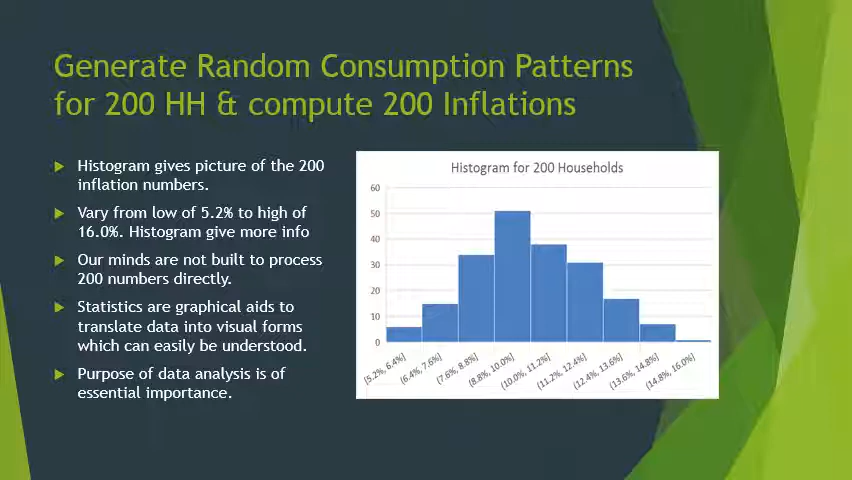 Generate Random Consumption Patterns
for 200 HH & compute 200 Inflations
Histogram gives picture of the 200
inflation numbers.
Vary from low of 5.2% to high of
16.0%. Histogram give more info
Our minds are not built to process
200 numbers directly.
Statistics are graphical aids to
translate data into visual forms
which can easily be understood.
Purpose of data analysis is of
essential importance.
Histogram for 200 Households
60
50
40
30
20
10
0
[5.2%, 6.4%]
(6.4%, 7.6%]
(7.6%, 8.8%]
(8.8%, 10.0%]
(10.0%, 11.2%]
(11.2%, 12.4%]
(12.4%, 13.6%]
(13.6%, 14.8%]
(14.8%, 16.0%]